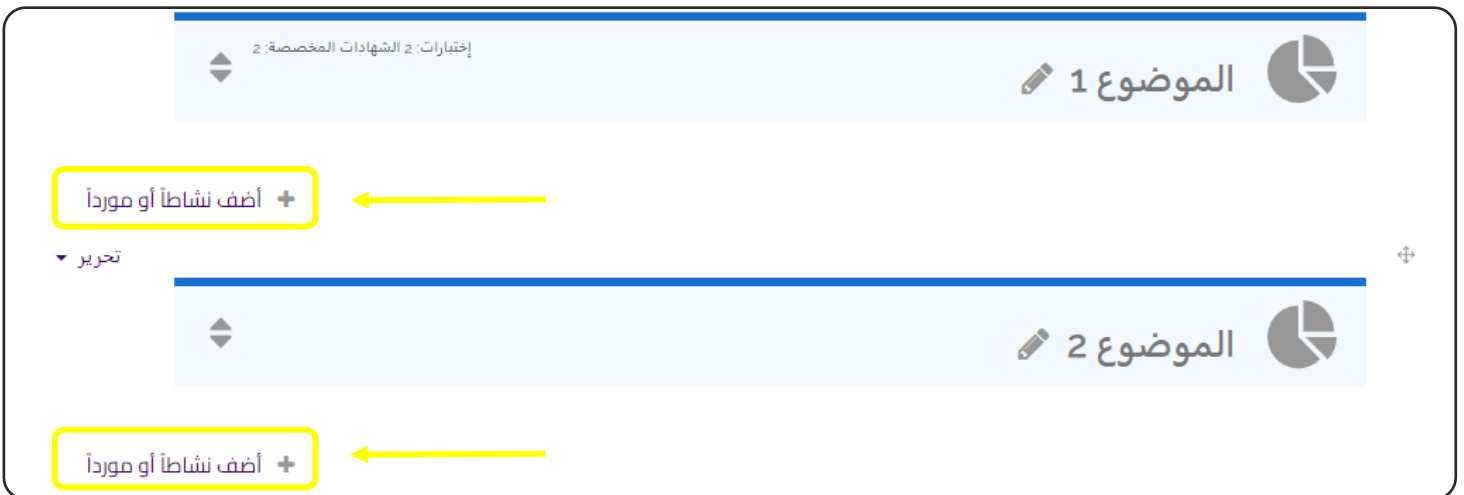 إختبارات: 2 الشهادات المخصصة: 2
الموضوع 1
أضف نشاطاً أو مورداً
تحرير
الموضوع 2
أضف نشاطاً أو مورداً